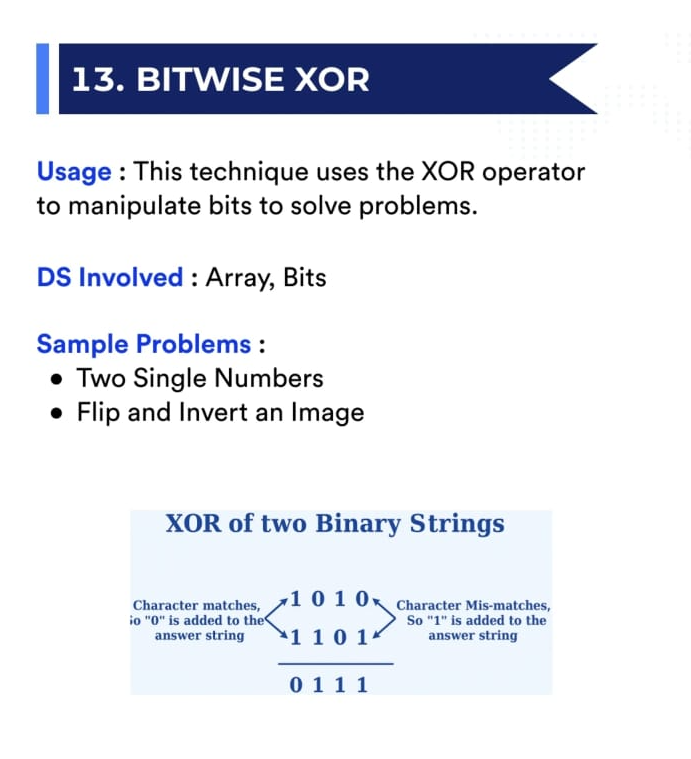 13. BITWISE XOR
Usage : This technique uses the XOR operator
to manipulate bits to solve problems.
DS Involved : Array, Bits
Sample Problems :
• Two Single Numbers
• Flip and Invert an Image
XOR of two Binary Strings
Character matches,
So "0" is added to the
answer string
1 0 1 0
1 1 0 1
Character Mis-matches,
So "1" is added to the
answer string
0 1 1 1